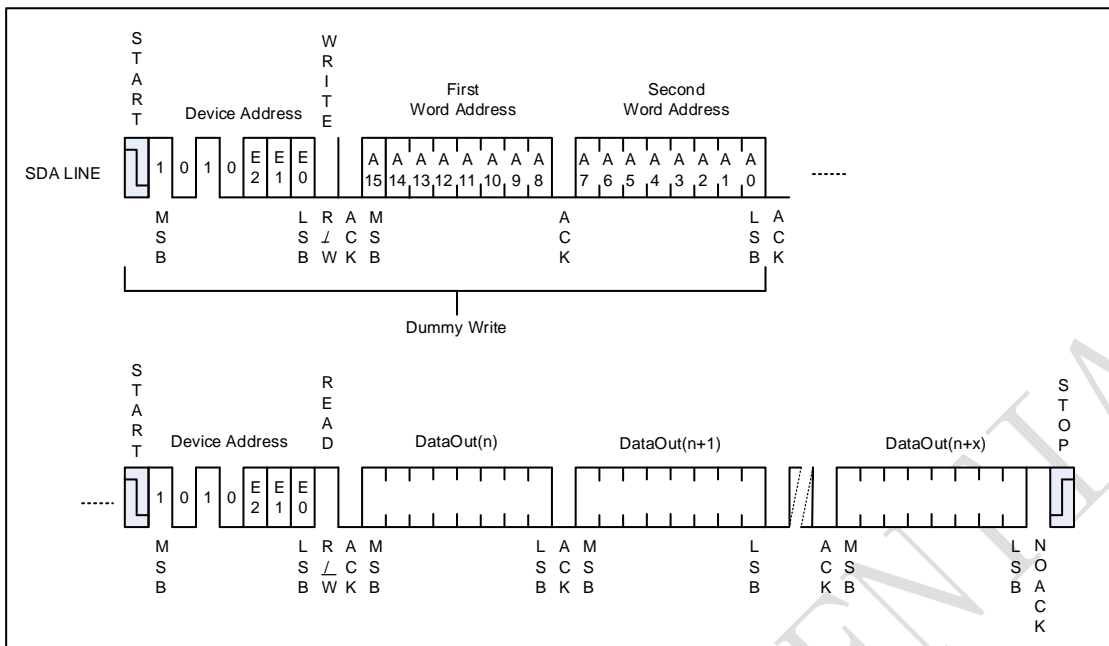 START
WRITE
Device Address
First
Word Address
Second
Word Address
SDA LINE
1 0 1 0 E2 E1 E0
A15 A14 A13 A12 A11 A10 A9 A8
A7 A6 A5 A4 A3 A2 A1 A0
......
MSB
LSB
R/W
ACK
MSB
ACK
LSB
ACK
Dummy Write
START
READ
STOP
Device Address
DataOut(n)
DataOut(n+1)
DataOut(n+x)
......
1 0 1 0 E2 E1 E0
MSB
LSB
R/W
ACK
MSB
LSB
ACK
MSB
LSB
ACK
MSB
LSB
NOACK